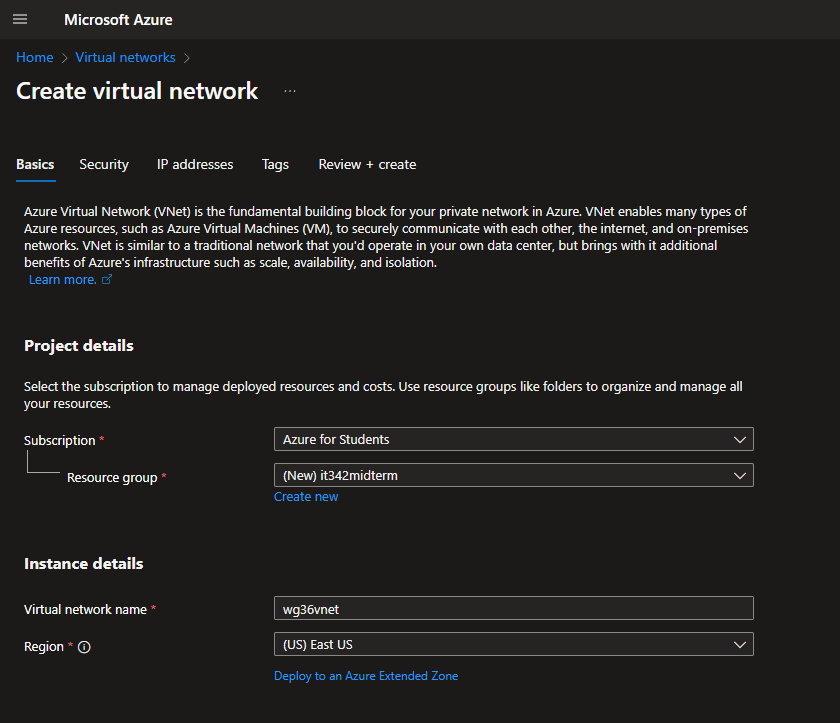 Microsoft Azure
Home > Virtual networks >
Create virtual network ...
Basics Security IP addresses Tags Review + create
Azure Virtual Network (VNet) is the fundamental building block for your private network in Azure. VNet enables many types of
Azure resources, such as Azure Virtual Machines (VM), to securely communicate with each other, the internet, and on-premises
networks. VNet is similar to a traditional network that you'd operate in your own data center, but brings with it additional
benefits of Azure's infrastructure such as scale, availability, and isolation.
Learn more.
Project details
Select the subscription to manage deployed resources and costs. Use resource groups like folders to organize and manage all
your resources.
Subscription * Azure for Students
Resource group * (New) it342midterm
Create new
Instance details
Virtual network name * wg36vnet
Region * (US) East US
Deploy to an Azure Extended Zone